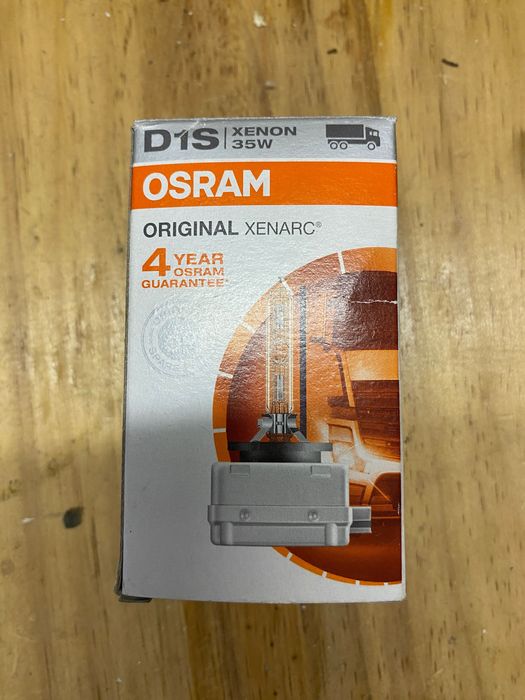 D1S XENON
35W
OSRAM
ORIGINAL XENARC®
4 YEAR
OSRAM
GUARANTEE*